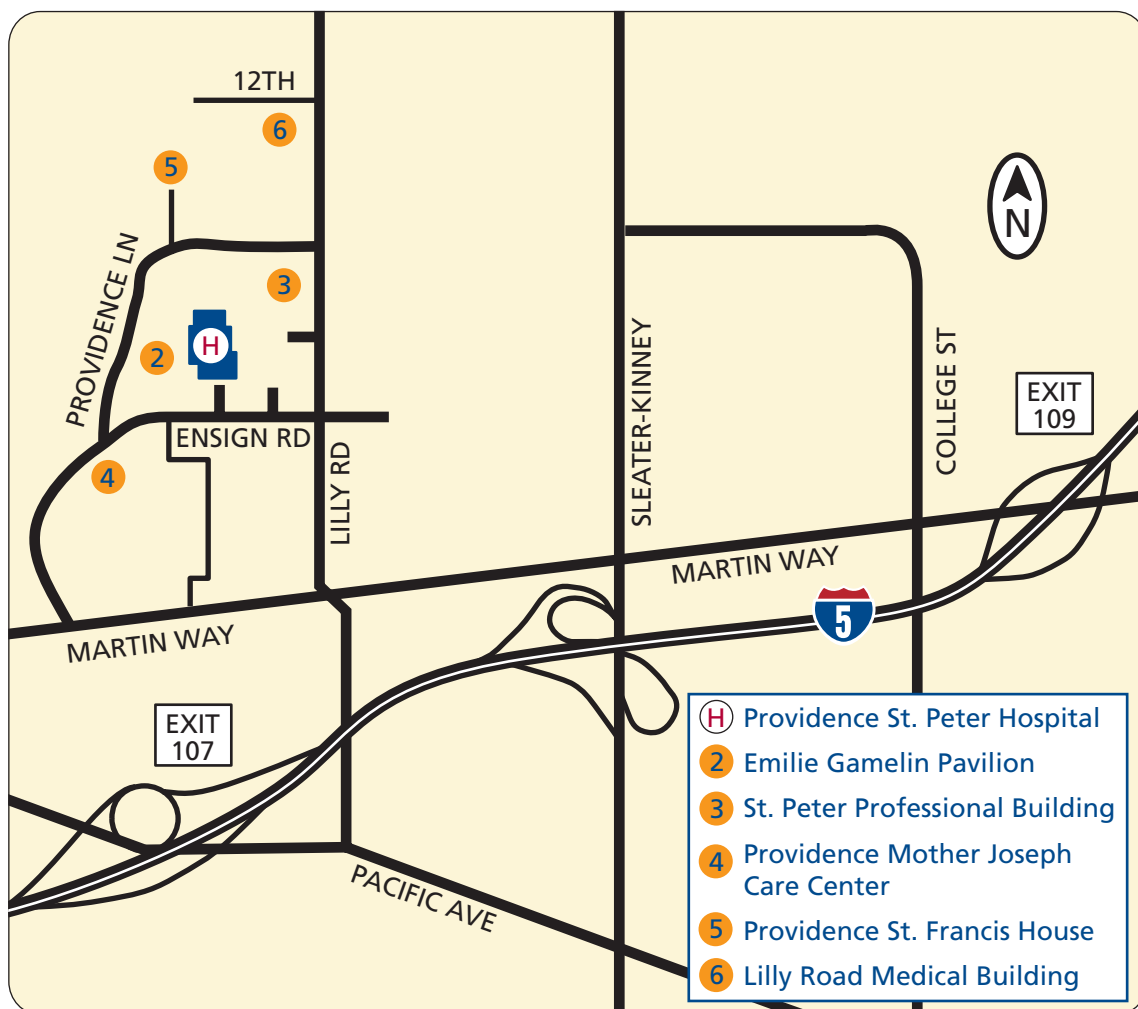 12TH
6
5
N
PROVIDENCE LN
3
H
2
SLEATER-KINNEY
COLLEGE ST
EXIT
109
ENSIGN RD
LILLY RD
4
MARTIN WAY
5
MARTIN WAY
EXIT
107
PACIFIC AVE
H Providence St. Peter Hospital
2 Emilie Gamelin Pavilion
3 St. Peter Professional Building
4 Providence Mother Joseph
Care Center
5 Providence St. Francis House
6 Lilly Road Medical Building